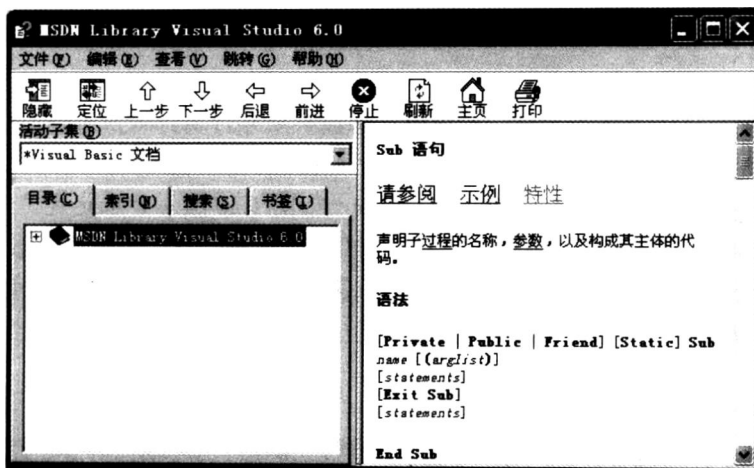 MSDN Library Visual Studio 6.0
文件(F) 编辑(E) 查看(V) 跳转(G) 帮助(H)
隐藏 定位 上一步 下一步 后退 前进 停止 刷新 主页 打印
活动子集(B)
*Visual Basic 文档
目录(C) 索引(N) 搜索(S) 书签(I)
MSDN Library Visual Studio 6.0
Sub 语句
请参阅 示例 特性
声明子过程的名称，参数，以及构成其主体的代
码。
语法
[Private | Public | Friend] [Static] Sub
name [(arglist)]
[statements]
[Exit Sub]
[statements]
End Sub